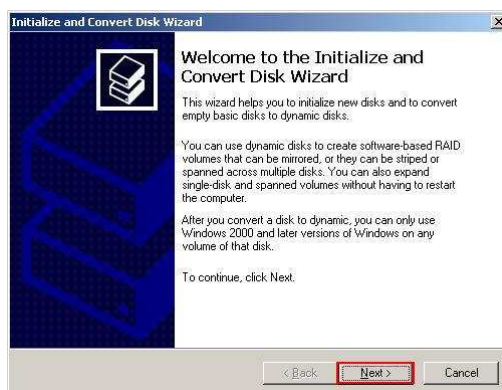 Initialize and Convert Disk Wizard
Welcome to the Initialize and
Convert Disk Wizard
This wizard helps you to initialize new disks and to convert
empty basic disks to dynamic disks.
You can use dynamic disks to create software-based RAID
volumes that can be mirrored, or they can be striped or
spanned across multiple disks. You can also expand
single-disk and spanned volumes without having to restart
the computer.
After you convert a disk to dynamic, you can only use
Windows 2000 and later versions of Windows on any
volume of that disk.
To continue, click Next.
< Back Next > Cancel